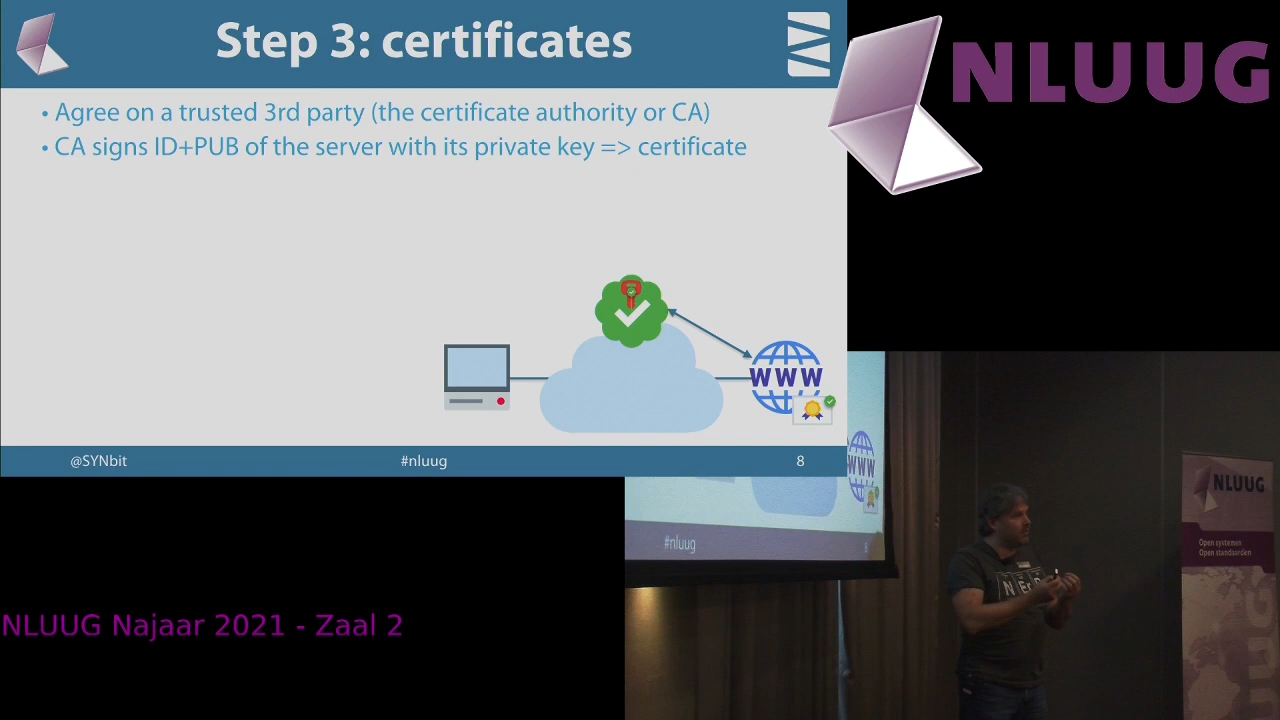 Step 3: certificates
NLUUG
• Agree on a trusted 3rd party (the certificate authority or CA)
• CA signs ID+PUB of the server with its private key => certificate
WWW
@SYNbit
#nluug
8
WWW
#nluug
8
NLUUG
Open systemen
Open standaarden
NLUUG Najaar 2021 - Zaal 2